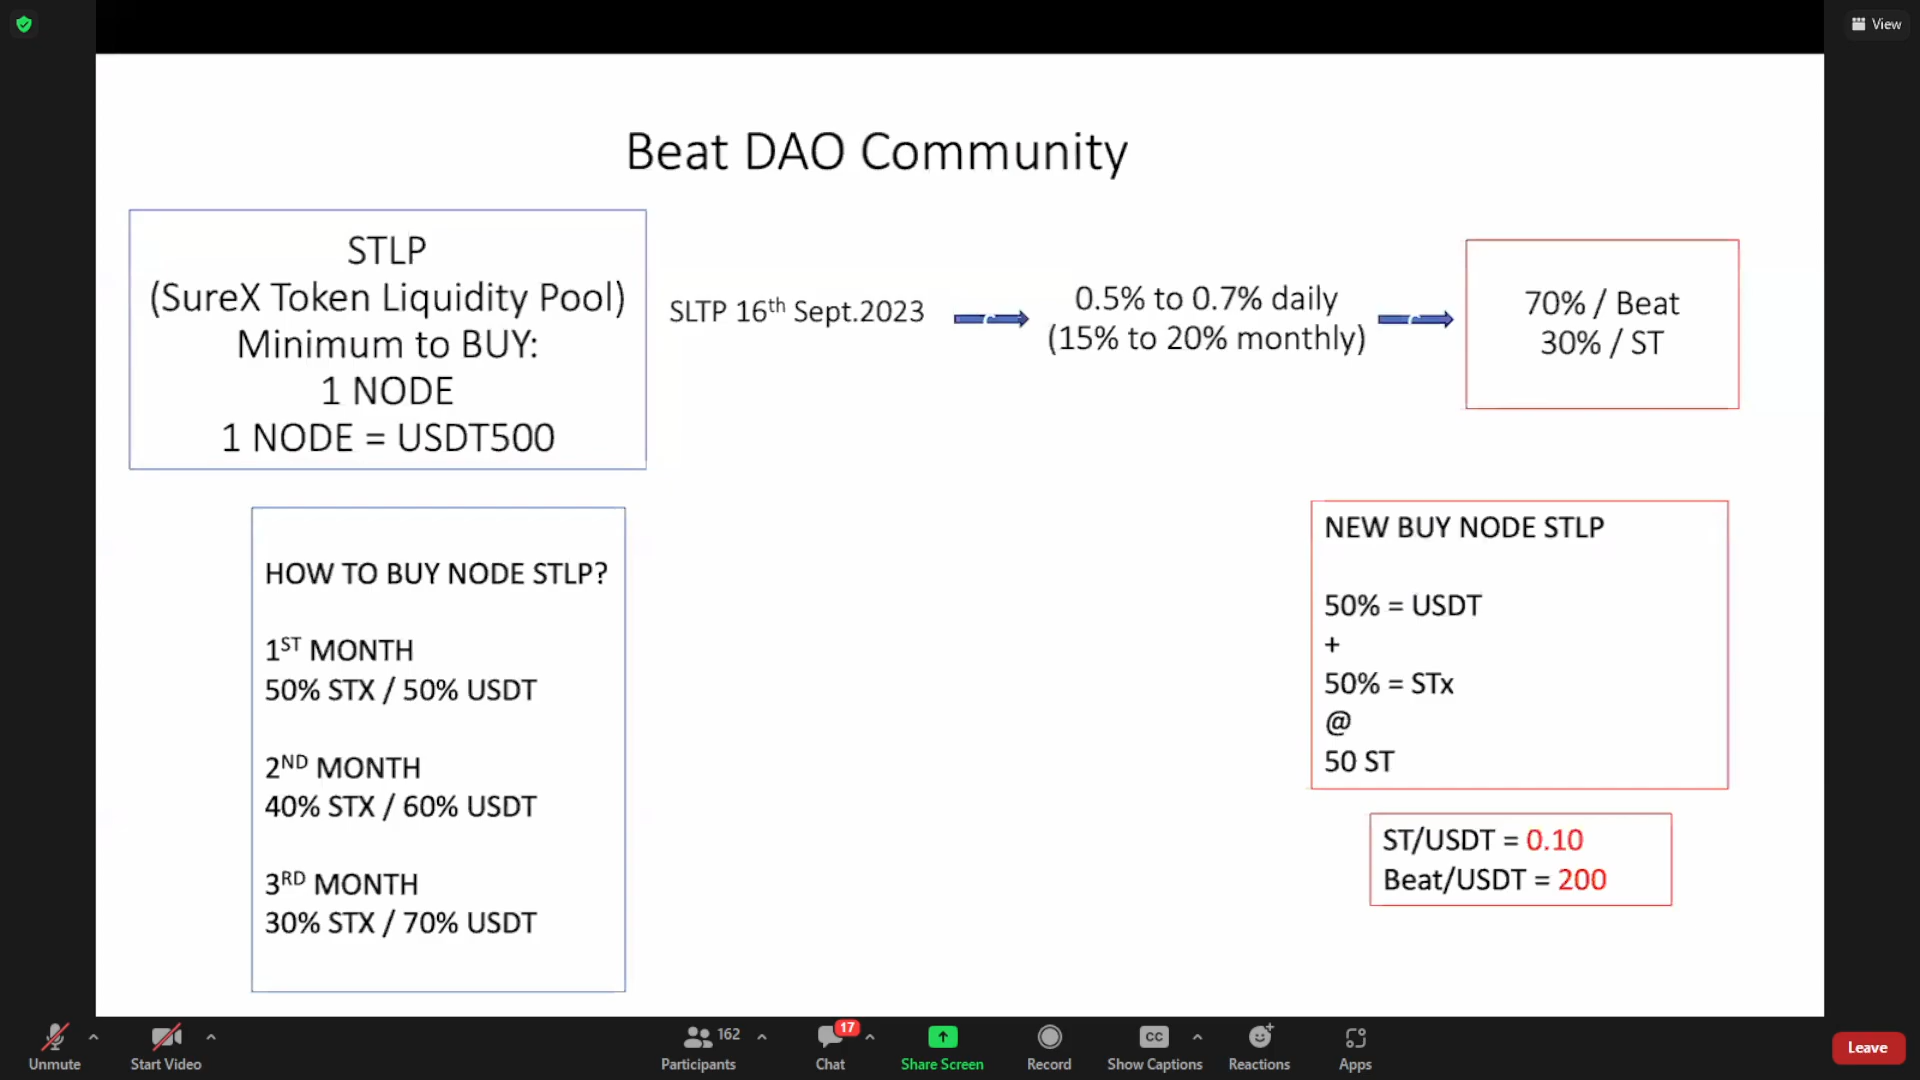 View
Beat DAO Community
STLP
(SureX Token Liquidity Pool)
Minimum to BUY:
1 NODE
1 NODE = USDT500
SLTP 16th Sept.2023
0.5% to 0.7% daily
(15% to 20% monthly)
70% / Beat
30% / ST
HOW TO BUY NODE STLP?
1ST MONTH
50% STX / 50% USDT
2ND MONTH
40% STX / 60% USDT
3RD MONTH
30% STX / 70% USDT
NEW BUY NODE STLP
50% = USDT
+
50% = STx
@
50 ST
ST/USDT = 0.10
Beat/USDT = 200
Unmute
Start Video
162
Participants
17
Chat
Share Screen
Record
CC
Show Captions
Reactions
Apps
Leave